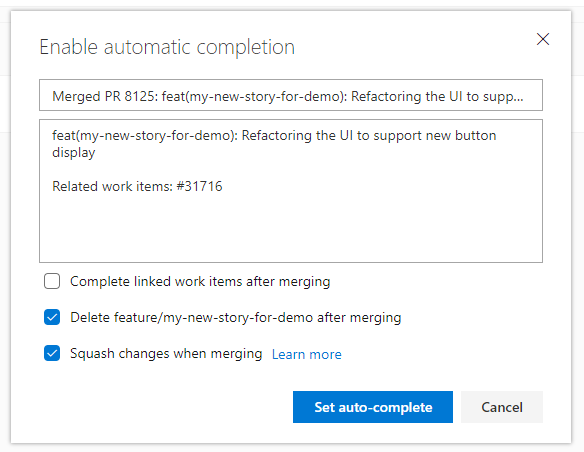 Enable automatic completion
Merged PR 8125: feat(my-new-story-for-demo): Refactoring the UI to supp...
feat(my-new-story-for-demo): Refactoring the UI to support new button
display
Related work items: #31716
Complete linked work items after merging
Delete feature/my-new-story-for-demo after merging
Squash changes when merging Learn more
Set auto-complete Cancel